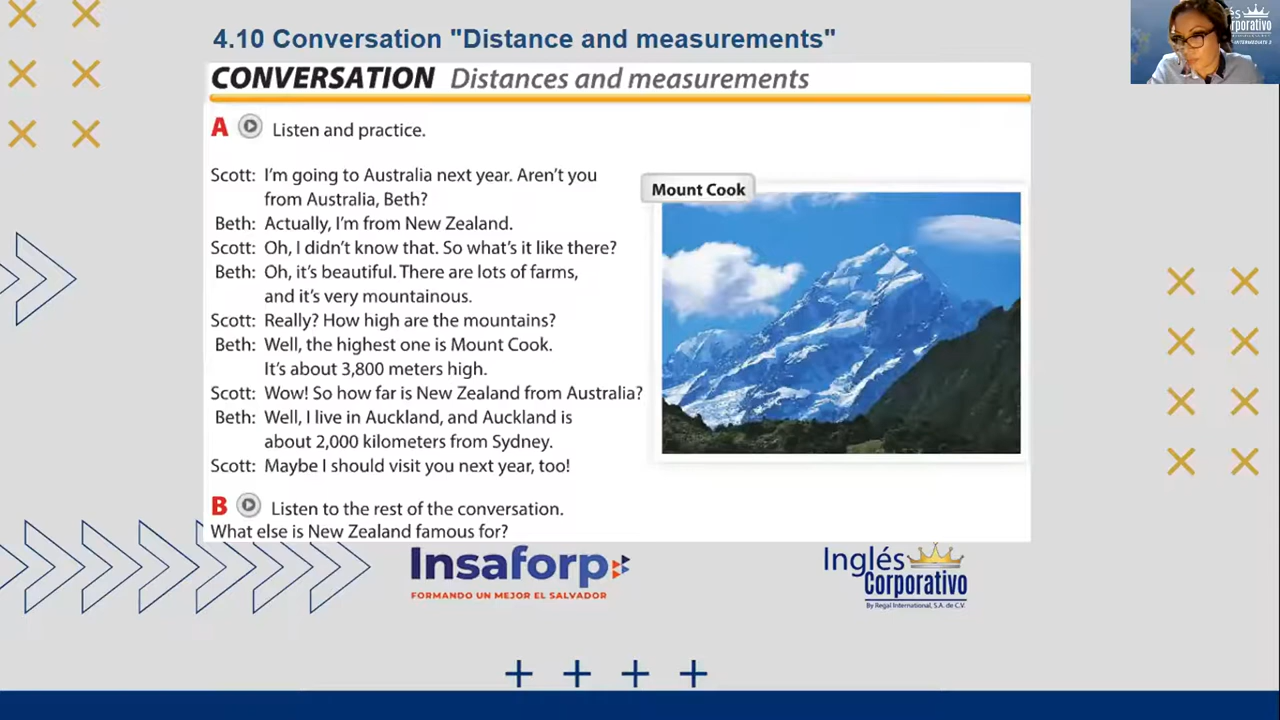 4.10 Conversation "Distance and measurements"
CONVERSATION Distances and measurements
A Listen and practice.
Scott: I'm going to Australia next year. Aren't you
from Australia, Beth?
Beth: Actually, I'm from New Zealand.
Scott: Oh, I didn't know that. So what's it like there?
Beth: Oh, it's beautiful. There are lots of farms,
and it's very mountainous.
Scott: Really? How high are the mountains?
Beth: Well, the highest one is Mount Cook.
It's about 3,800 meters high.
Scott: Wow! So how far is New Zealand from Australia?
Beth: Well, I live in Auckland, and Auckland is
about 2,000 kilometers from Sydney.
Scott: Maybe I should visit you next year, too!
Mount Cook
B Listen to the rest of the conversation.
What else is New Zealand famous for?
Insaforp
FORMANDO UN MEJOR EL SALVADOR
Inglés
Corporativo
By Regal International, S.A. de C.V.
és
rporativo
INTERMEDIATE 2